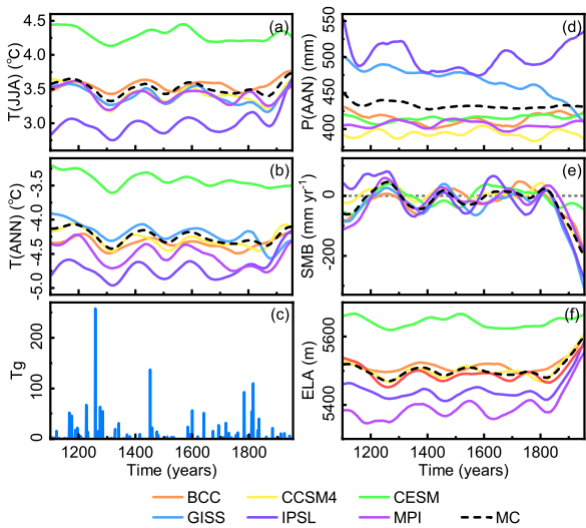 (a)
T(JJA) (°C)
4.5
4.0
3.5
3.0
(b)
T(ANN) (°C)
-3.5
-4.0
-4.5
-5.0
(c)
Tg
200
100
0
1200 1400 1600 1800
Time (years)
(d)
P(AAN) (mm)
550
500
450
400
(e)
SMB (mm yr⁻¹)
0
-200
(f)
ELA (m)
5600
5400
1200 1400 1600 1800
Time (years)
BCC CCSM4 CESM
GISS IPSL MPI MC